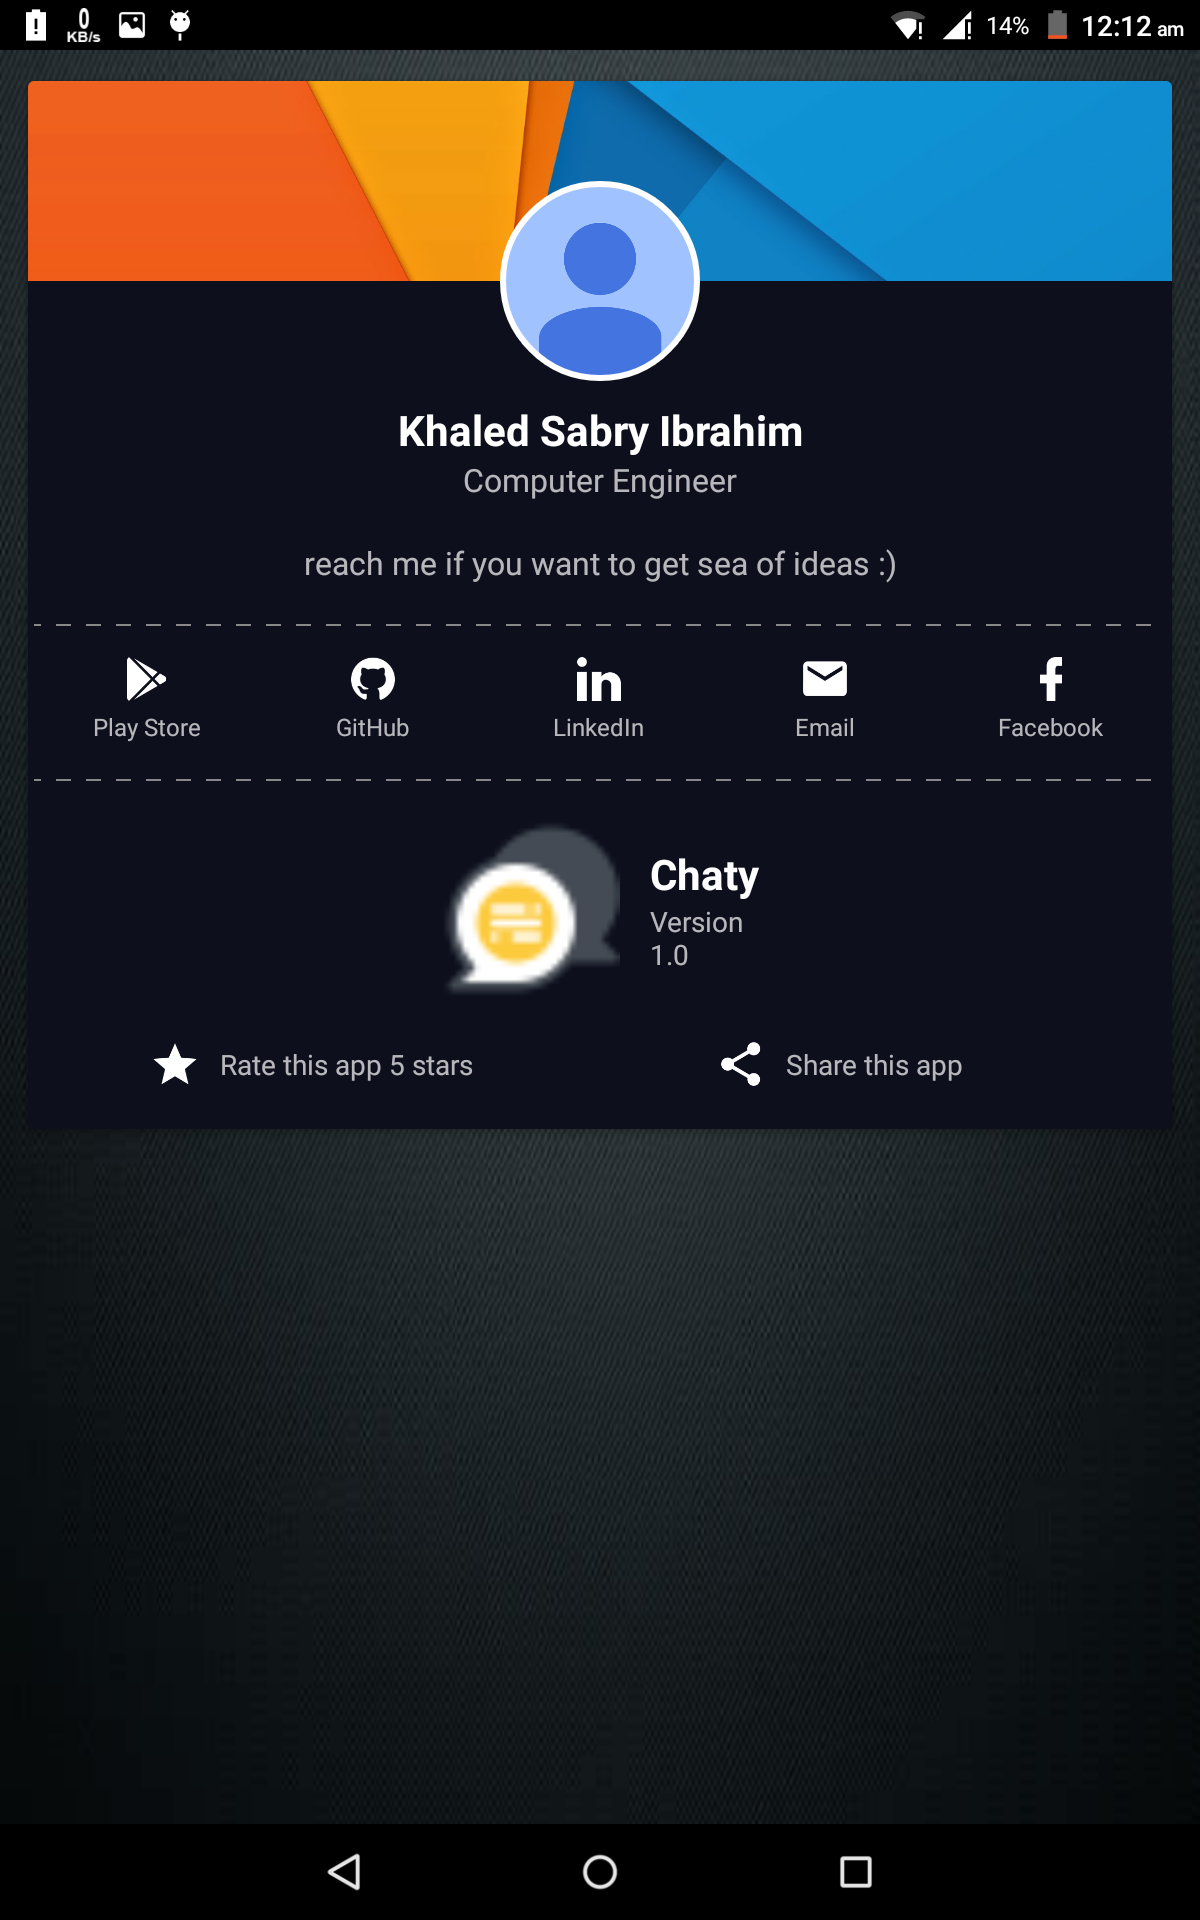 0
KB/s
14%
12:12 am
Khaled Sabry Ibrahim
Computer Engineer
reach me if you want to get sea of ideas :)
Play Store
GitHub
LinkedIn
Email
Facebook
Chaty
Version
1.0
Rate this app 5 stars
Share this app